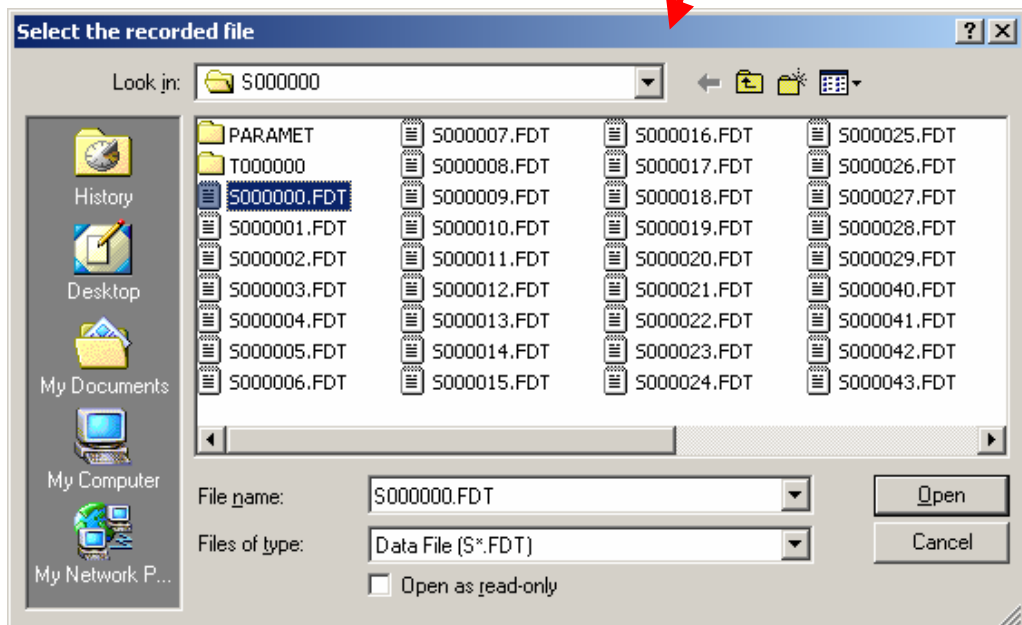 Select the recorded file
Look in: S000000
History
Desktop
My Documents
My Computer
My Network P...
PARAMET
T000000
S000000.FDT
S000001.FDT
S000002.FDT
S000003.FDT
S000004.FDT
S000005.FDT
S000006.FDT
S000007.FDT
S000008.FDT
S000009.FDT
S000010.FDT
S000011.FDT
S000012.FDT
S000013.FDT
S000014.FDT
S000015.FDT
S000016.FDT
S000017.FDT
S000018.FDT
S000019.FDT
S000020.FDT
S000021.FDT
S000022.FDT
S000023.FDT
S000024.FDT
S000025.FDT
S000026.FDT
S000027.FDT
S000028.FDT
S000029.FDT
S000040.FDT
S000041.FDT
S000042.FDT
S000043.FDT
File name: S000000.FDT
Open
Files of type: Data File (S*.FDT)
Cancel
Open as read-only